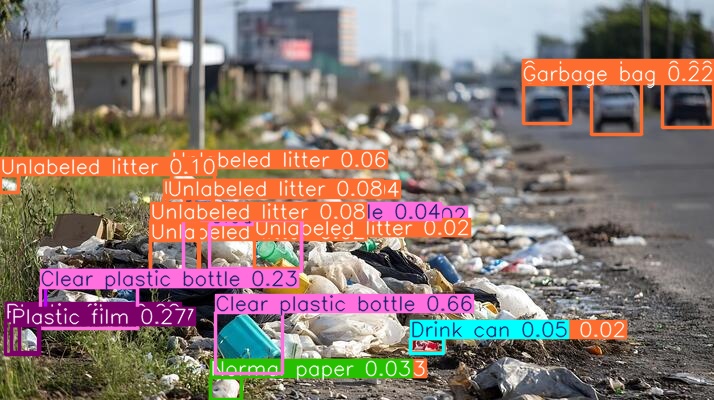 Garbage bag 0.22
Unlabeled litter 0.10
beled litter 0.06
Unlabeled litter 0.08
Unlabeled litter 0.08
le 0.04
Unlabeled
Unlabeled litter 0.02
Clear plastic bottle 0.23
Clear plastic bottle 0.66
Plastic film 0.27
Drink can 0.05
0.02
Normal paper 0.03